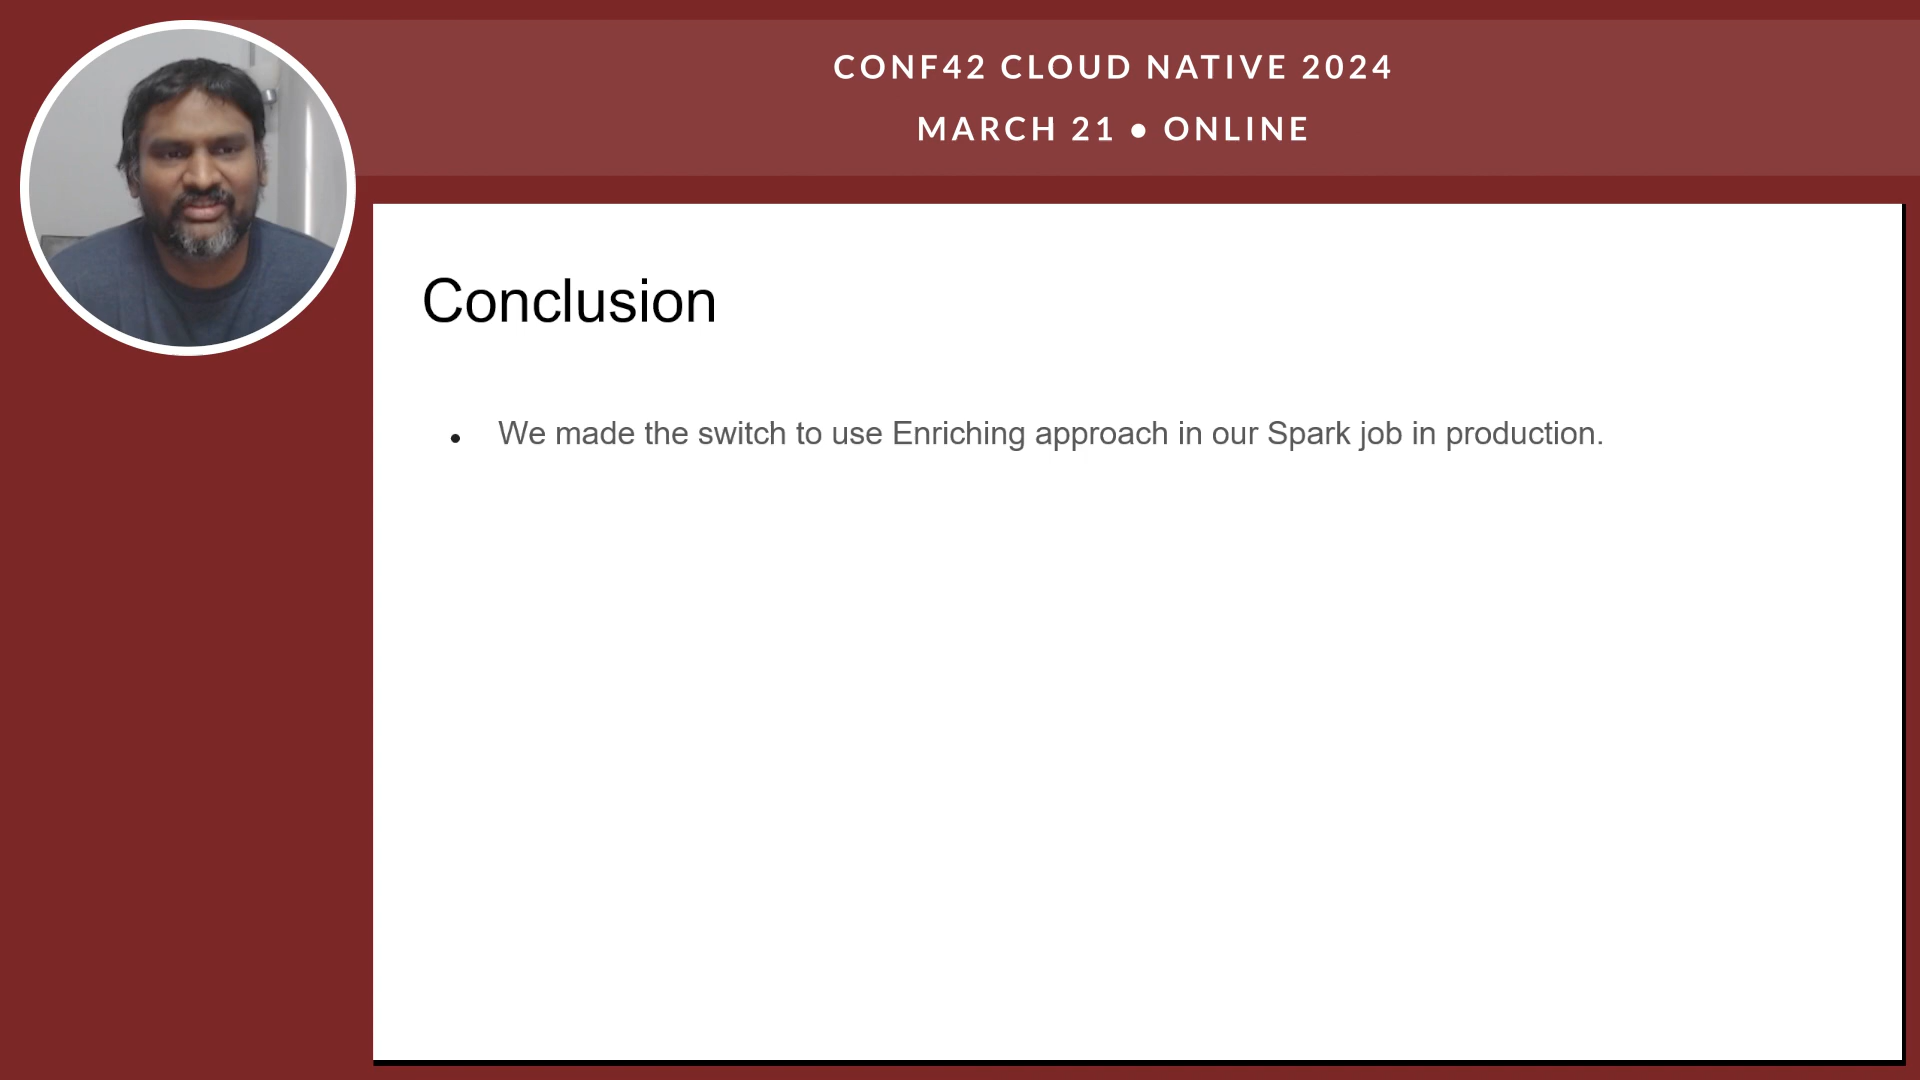 CONF42 CLOUD NATIVE 2024
MARCH 21 ● ONLINE
Conclusion
● We made the switch to use Enriching approach in our Spark job in production.